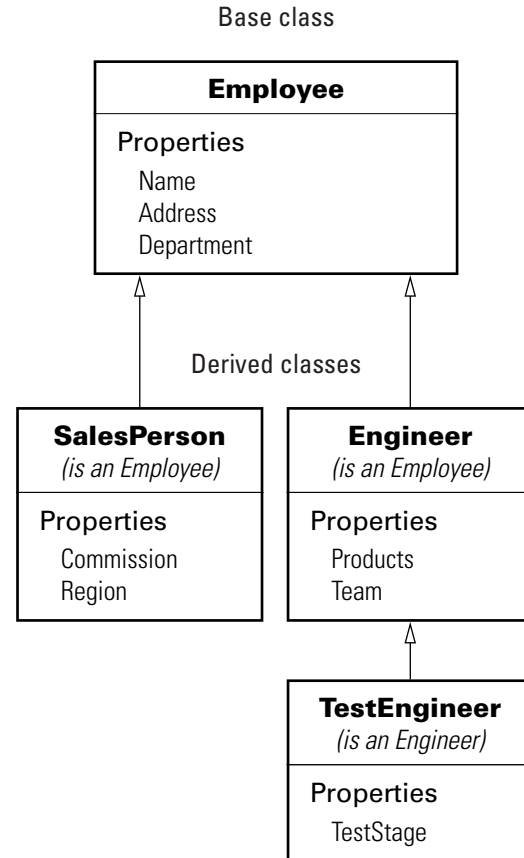 Base class
Employee
Properties
Name
Address
Department
Derived classes
SalesPerson
(is an Employee)
Properties
Commission
Region
Engineer
(is an Employee)
Properties
Products
Team
TestEngineer
(is an Engineer)
Properties
TestStage